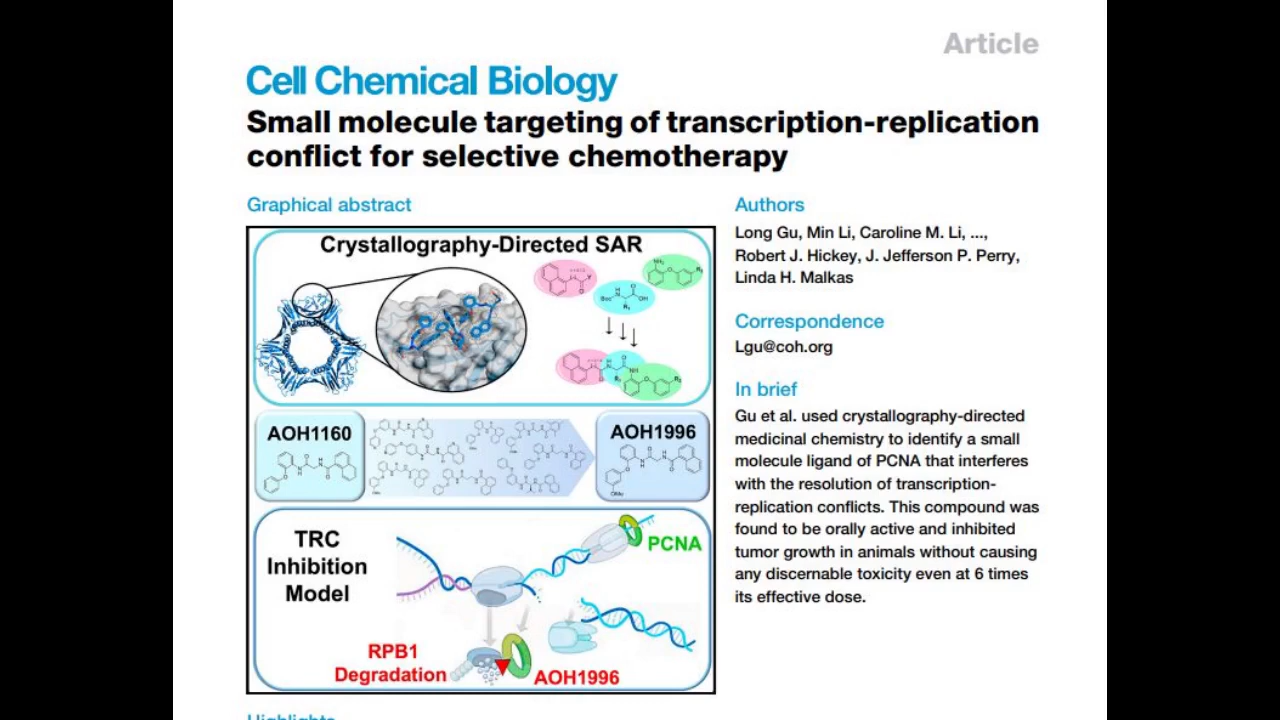 Article
Cell Chemical Biology
Small molecule targeting of transcription-replication
conflict for selective chemotherapy
Graphical abstract
Crystallography-Directed SAR
AOH1160
AOH1996
TRC
Inhibition
Model
PCNA
RPB1
Degradation
AOH1996
Authors
Long Gu, Min Li, Caroline M. Li, ...,
Robert J. Hickey, J. Jefferson P. Perry,
Linda H. Malkas
Correspondence
Lgu@coh.org
In brief
Gu et al. used crystallography-directed
medicinal chemistry to identify a small
molecule ligand of PCNA that interferes
with the resolution of transcription-
replication conflicts. This compound was
found to be orally active and inhibited
tumor growth in animals without causing
any discernable toxicity even at 6 times
its effective dose.
Highlights